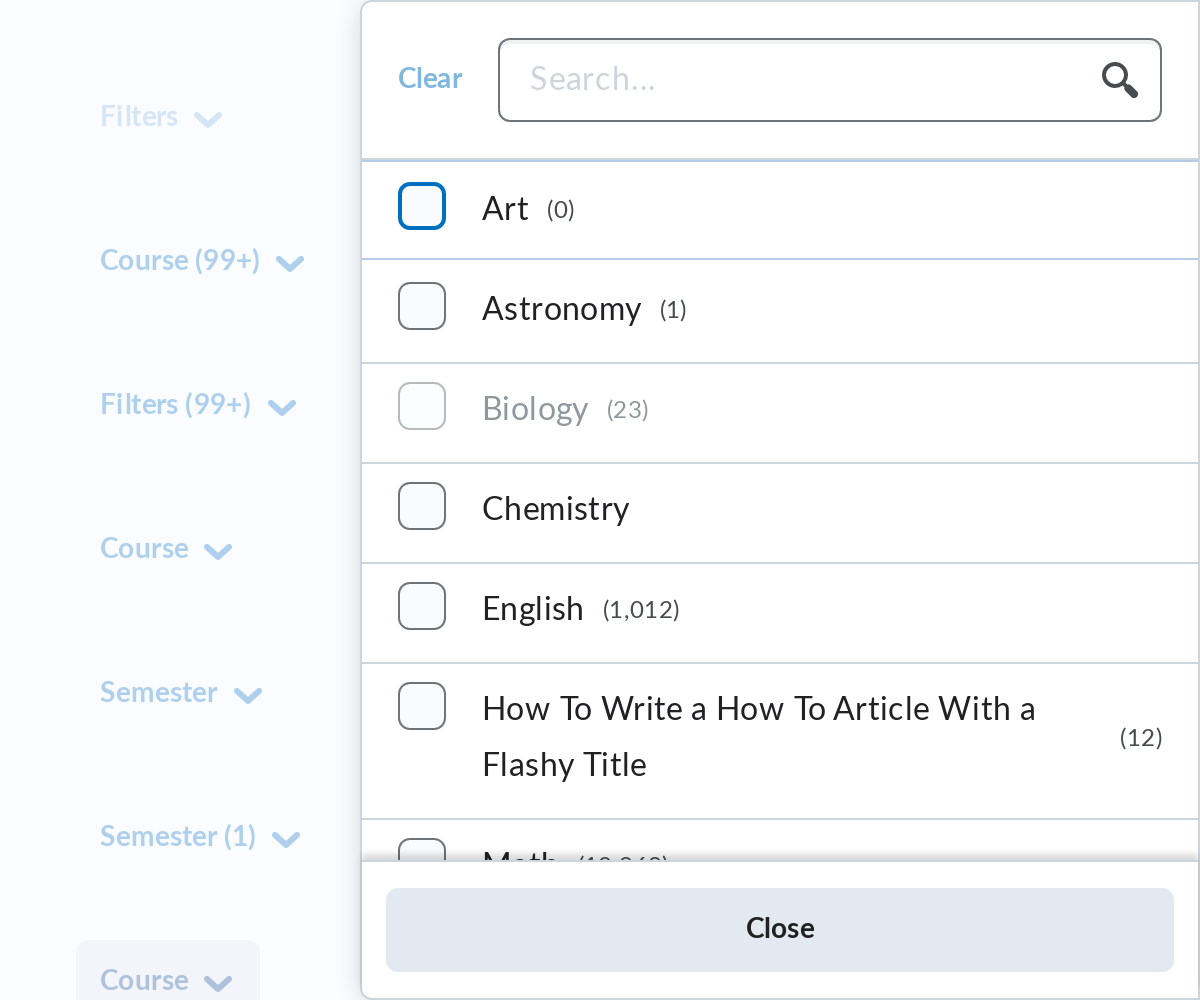 Filters
Course (99+)
Filters (99+)
Course
Semester
Semester (1)
Course
Clear
Search...
Art (0)
Astronomy (1)
Biology (23)
Chemistry
English (1,012)
How To Write a How To Article With a
Flashy Title
(12)
Math
Close